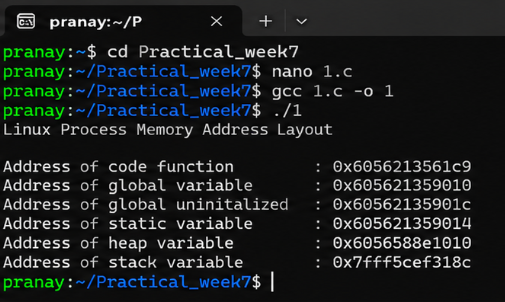 pranay: ~/P
pranay:~$ cd Practical_week7
pranay:~/Practical_week7$ nano 1.c
pranay:~/Practical_week7$ gcc 1.c -o 1
pranay:~/Practical_week7$ ./1
Linux Process Memory Address Layout
Address of code function : 0x6056213561c9
Address of global variable : 0x605621359010
Address of global uninitalized : 0x60562135901c
Address of static variable : 0x605621359014
Address of heap variable : 0x6056588e1010
Address of stack variable : 0x7fff5cef318c
pranay:~/Practical_week7$